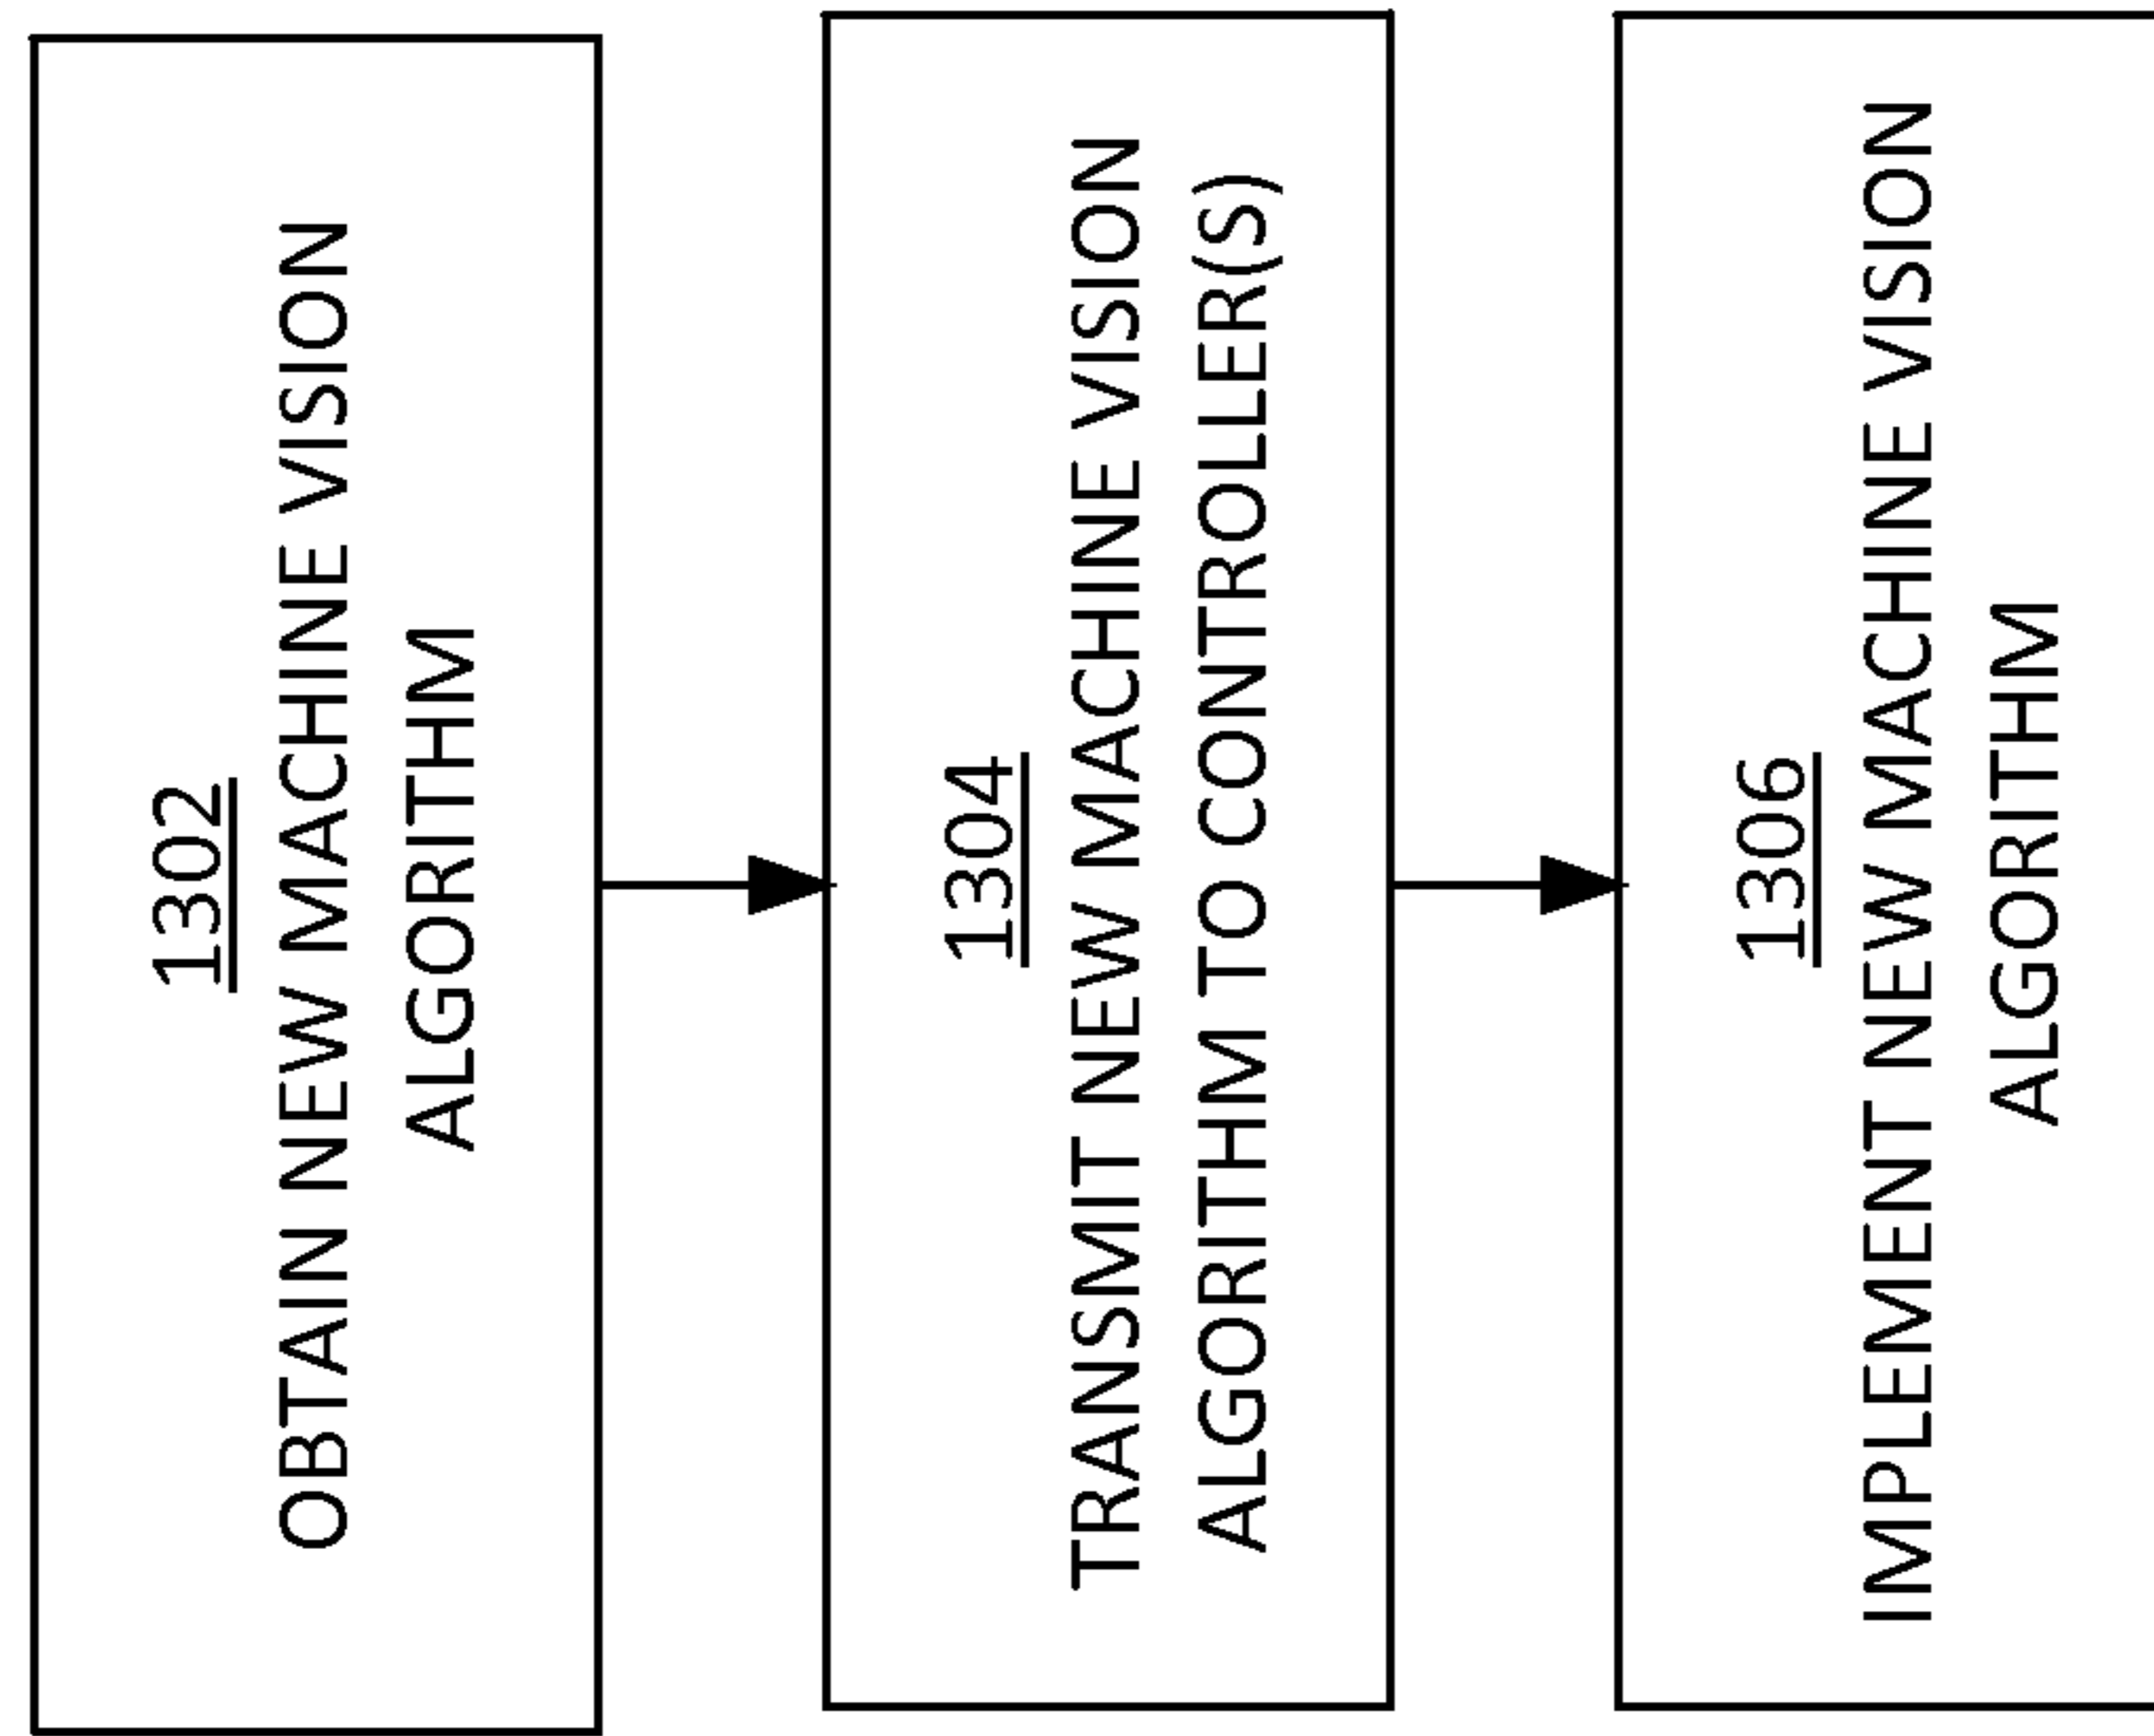 1302
OBTAIN NEW MACHINE VISION
ALGORITHM
1304
TRANSMIT NEW MACHINE VISION
ALGORITHM TO CONTROLLER(S)
1306
IMPLEMENT NEW MACHINE VISION
ALGORITHM